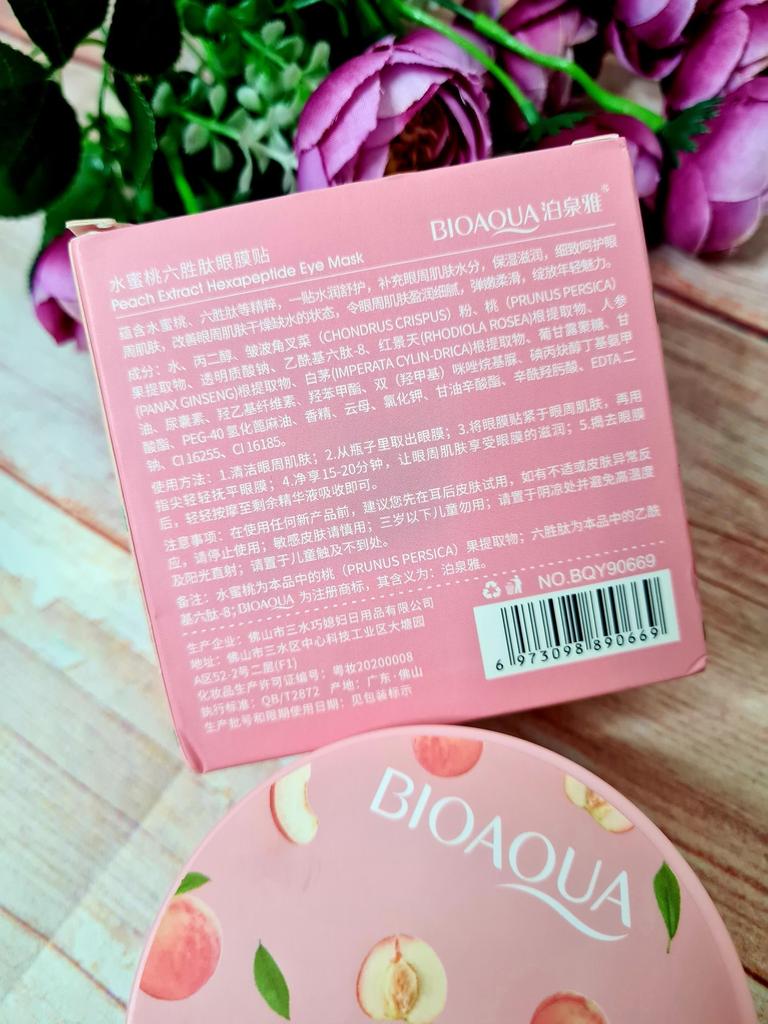 BIOAQUA泊泉雅®
水蜜桃六胜肽眼膜贴
Peach Extract Hexapeptide Eye Mask
蕴含水蜜桃、六胜肽等精粹，一贴水润舒护，补充眼周肌肤水分，保湿滋润，细致呵护眼
周肌肤，改善眼周肌肤干燥缺水的状态，令眼周肌肤盈润细腻，弹嫩柔滑，绽放年轻魅力。
成分：水、丙二醇、皱波角叉菜（CHONDRUS CRISPUS）粉、桃（PRUNUS PERSICA）
果提取物、透明质酸钠、乙酰基六肽-8、红景天(RHODIOLA ROSEA)根提取物、人参
(PANAX GINSENG)根提取物、白茅(IMPERATA CYLIN-DRICA)根提取物、葡甘露聚糖、甘
油、尿囊素、羟乙基纤维素、羟苯甲酯、双（羟甲基）咪唑烷基脲、碘丙炔醇丁基氨甲
酸酯、PEG-40 氢化蓖麻油、香精、云母、氯化钾、甘油辛酸酯、辛酰羟肟酸、EDTA 二
钠、CI 16255、CI 16185。
使用方法：1.清洁眼周肌肤；2.从瓶子里取出眼膜；3.将眼膜贴紧于眼周肌肤，再用
指尖轻轻抚平眼膜；4.净享15-20分钟，让眼周肌肤享受眼膜的滋润；5.揭去眼膜
后，轻轻按摩至剩余精华液吸收即可。
注意事项：在使用任何新产品前，建议您先在耳后皮肤试用，如有不适或皮肤异常反
应，请停止使用；敏感皮肤请慎用；三岁以下儿童勿用；请置于阴凉处并避免高温度
及阳光直射；请置于儿童触及不到处。
备注：水蜜桃为本品中的桃（PRUNUS PERSICA）果提取物；六胜肽为本品中的乙酰
基六肽-8;BIOAQUA 为注册商标，其含义为：泊泉雅。
生产企业：佛山市三水巧媳妇日用品有限公司
地址：佛山市三水区中心科技工业区大塘园
A区52-2号二层(F1)
化妆品生产许可证编号：粤妆20200008
执行标准：QB/T2872 产地：广东·佛山
生产批号和限期使用日期：见包装标示
NO.BQY90669
6 973098 890669
BIOAQUA